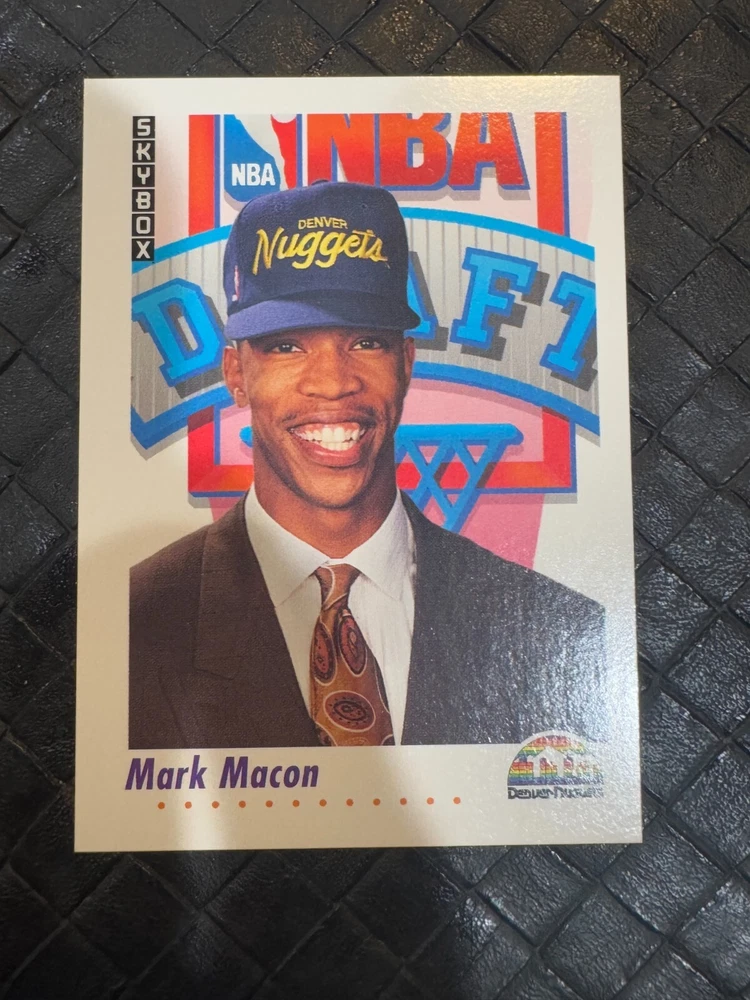 SKYBOX
NBA
NBA
DENVER
Nuggets
DRAFT
Mark Macon
DENVER NUGGETS